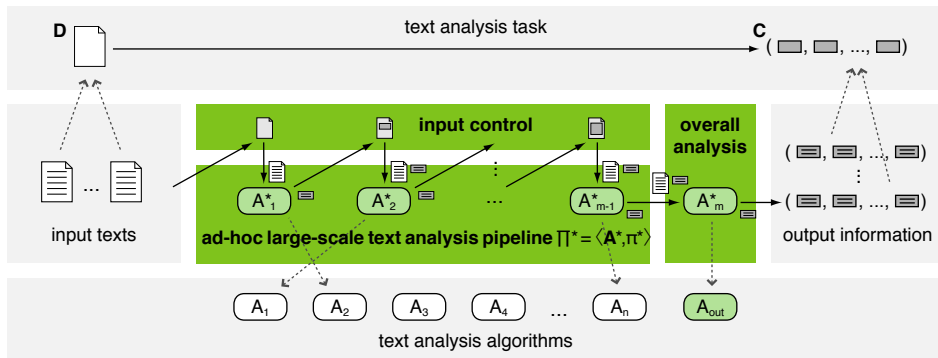 D
text analysis task
C
( , , ..., )
input control
overall
analysis
...
input texts
⋮
...
A*1
A*2
A*m-1
A*m
( , , ..., )
⋮
( , , ..., )
output information
ad-hoc large-scale text analysis pipeline ∏* = ⟨A*,π*⟩
A1
A2
A3
A4
...
An
Aout
text analysis algorithms